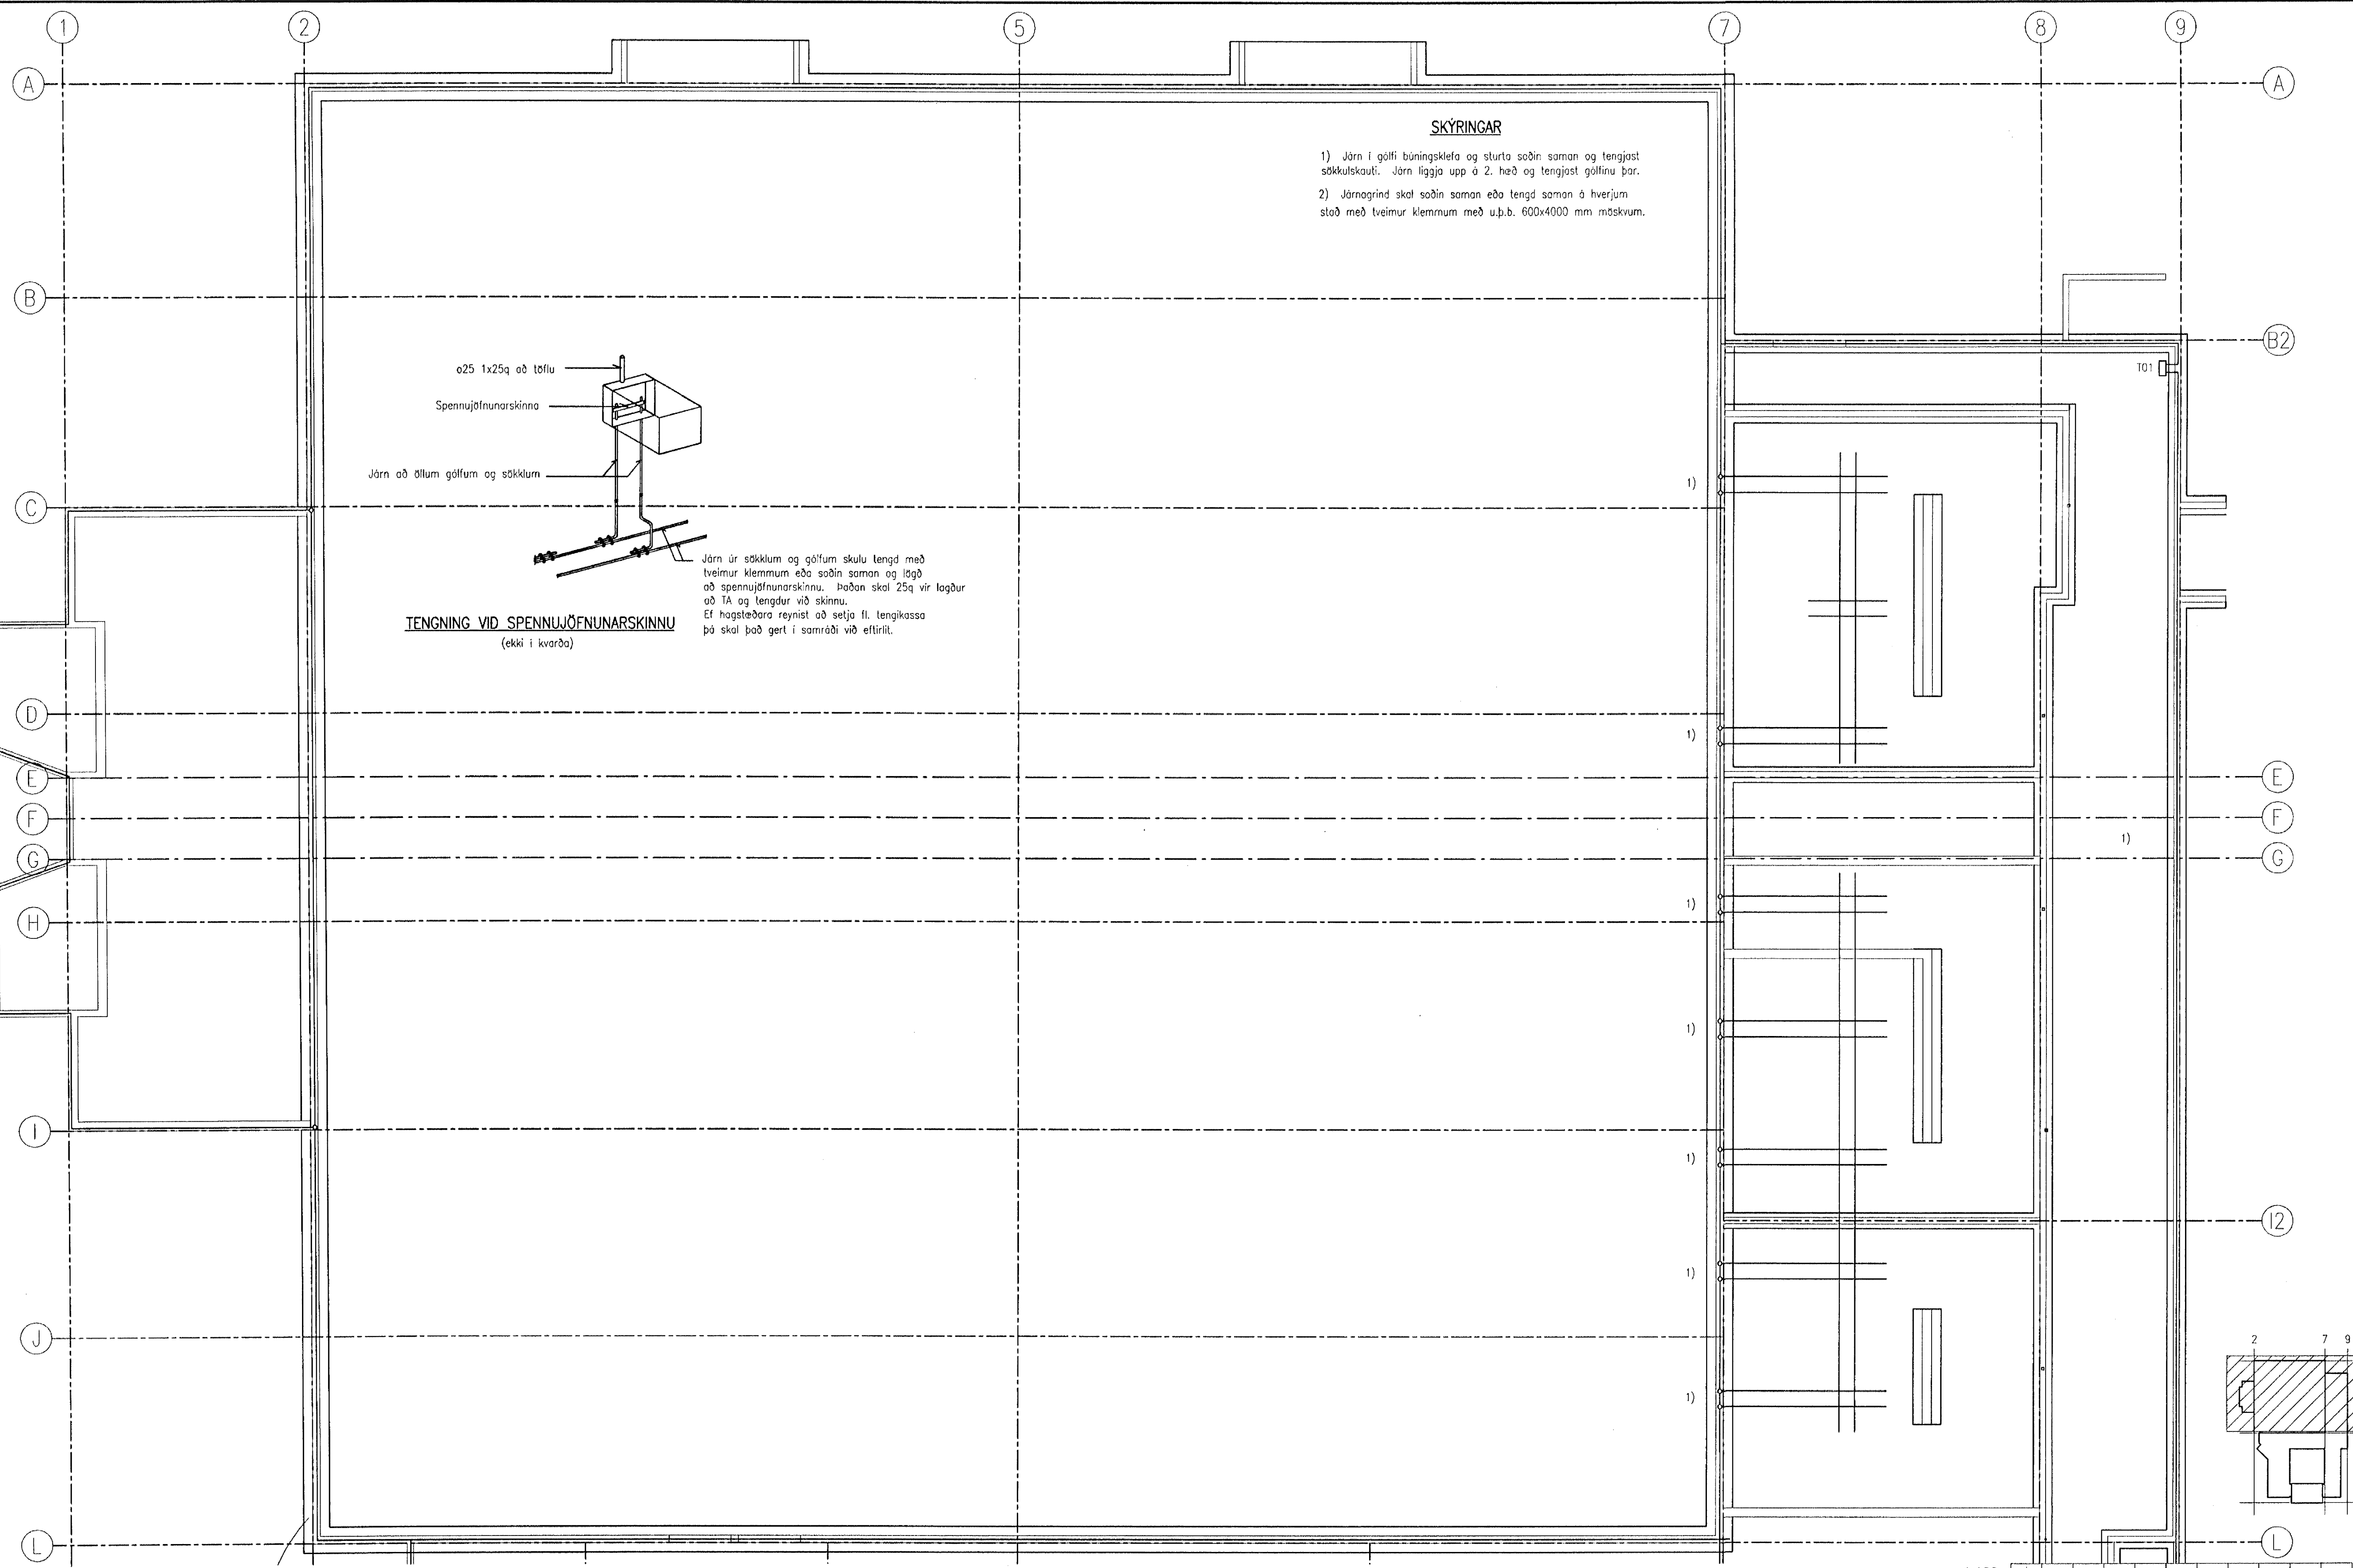 1 2 5 7 8 9
A A
SKÝRINGAR
1) Járn í gólfi búningsklefa og sturta soðin saman og tengjast
sökkulskauti. Járn liggja upp á 2. hæð og tengjast gólfinu þar.
2) Járnagrind skal soðin saman eða tengd saman á hverjum
stað með tveimur klemmum með u.þ.b. 600x4000 mm möskvum.
B
B2
T01
ø25 1x25q að töflu
Spennujöfnunarskinna
Járn að öllum gólfum og sökklum
1)
C
Járn úr sökklum og gólfum skulu tengd með
tveimur klemmum eða soðin saman og lögð
að spennujöfnunarskinnu. Þaðan skal 25q vír lagður
að TA og tengdur við skinnu.
Ef hagstæðara reynist að setja fl. tengikassa
þá skal það gert í samráði við eftirlit.
TENGNING VIÐ SPENNUJÖFNUNARSKINNU
(ekki í kvarða)
D
1)
E E
F F
1)
G G
1)
H
1)
I
1)
I2
1)
J
2 7 9
1)
L L